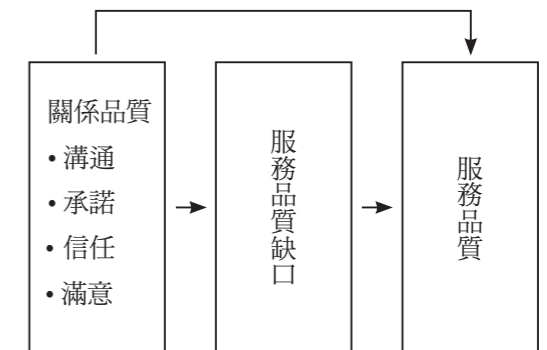 關係品質
• 溝通
• 承諾
• 信任
• 滿意
服務品質缺口
服務品質